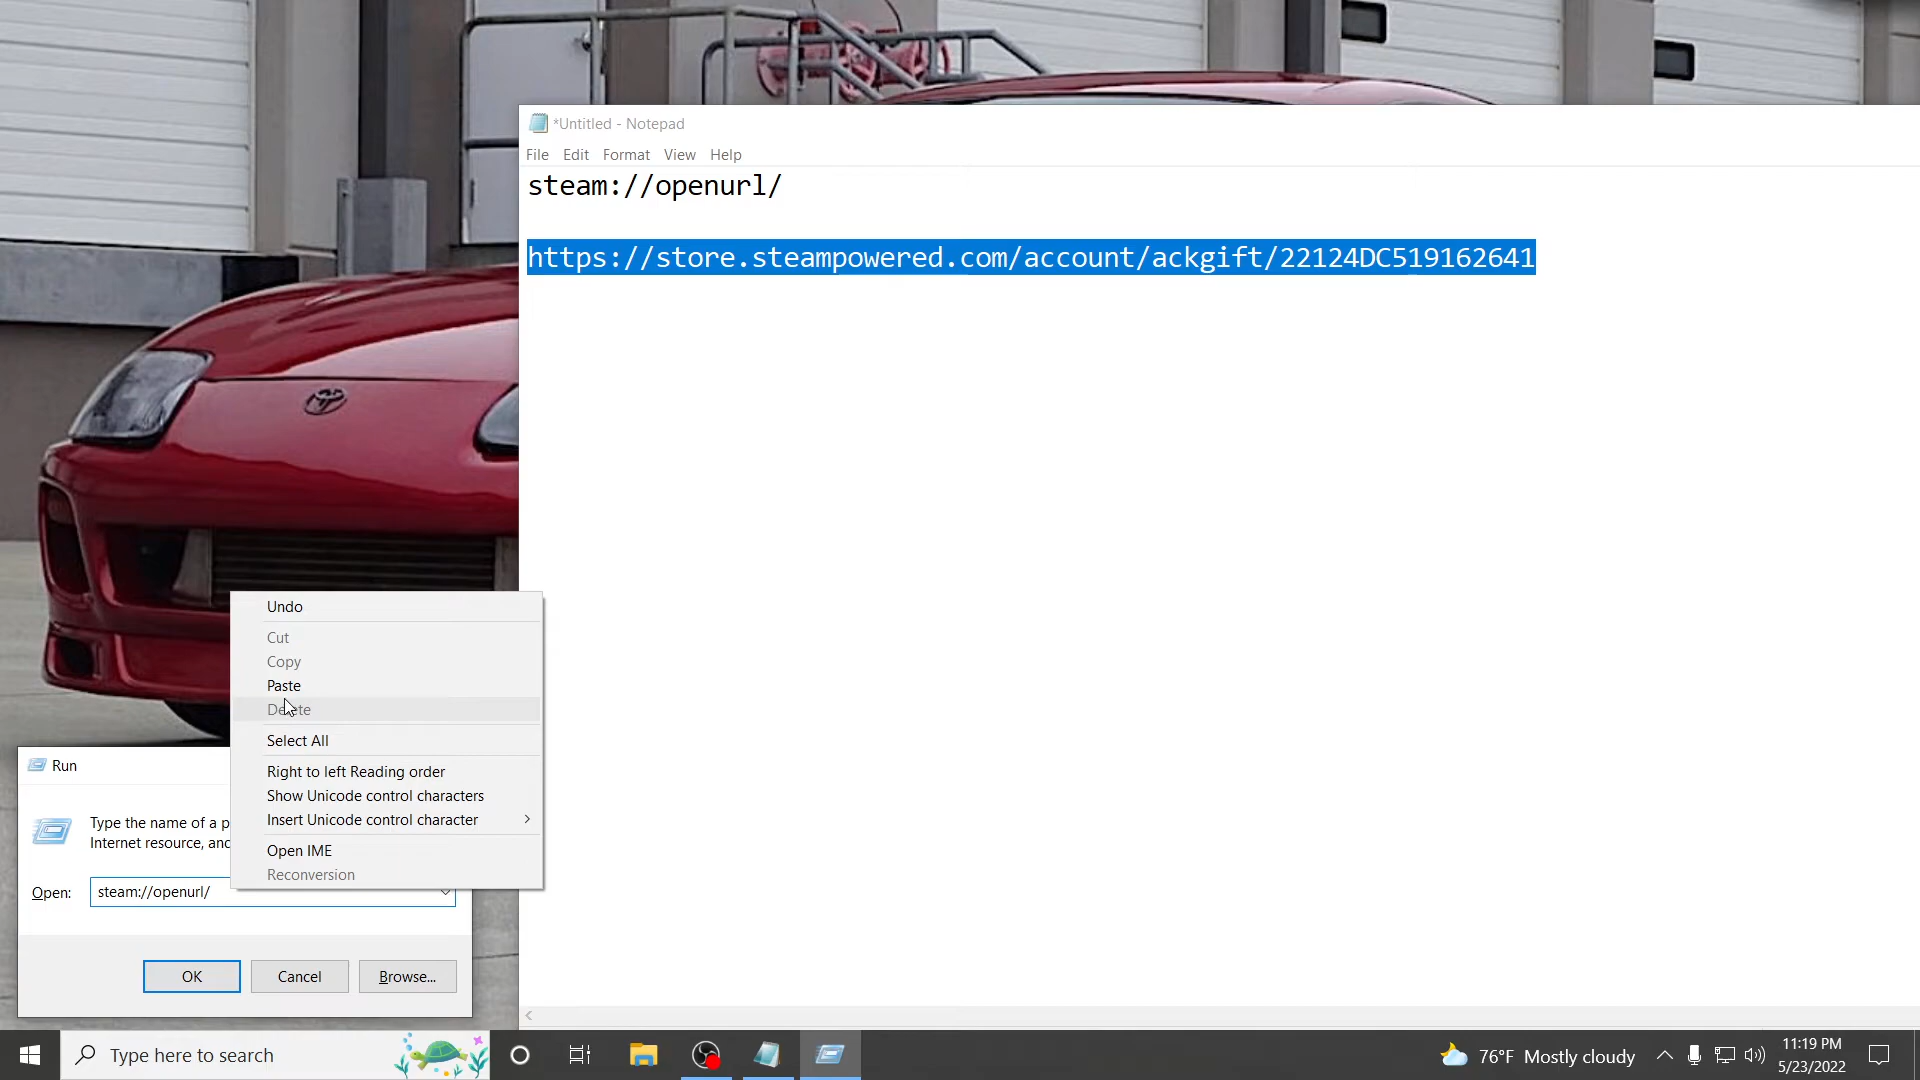 *Untitled - Notepad
File Edit Format View Help
steam://openurl/
https://store.steampowered.com/account/ackgift/22124DC519162641
Undo
Cut
Copy
Paste
Delete
Select All
Right to left Reading order
Show Unicode control characters
Insert Unicode control character
Open IME
Reconversion
Run
Type the name of a p
Internet resource, and
Open: steam://openurl/
OK Cancel Browse...
Type here to search
76°F Mostly cloudy
11:19 PM
5/23/2022